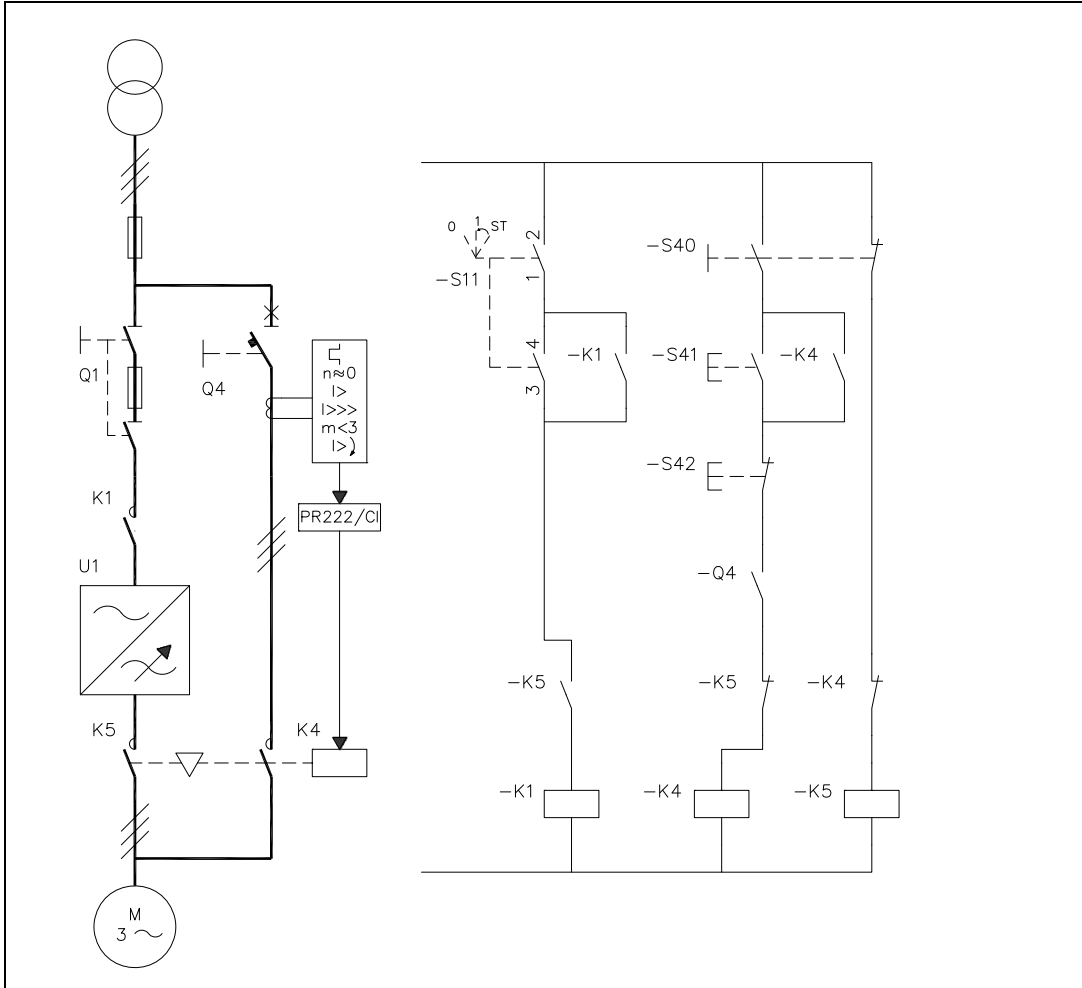 0 1 ST
2
-S11
1
4
3
-K1
-S40
-S41
-K4
-S42
-Q4
-K5
-K5
-K4
-K1
-K4
-K5
Q1
Q4
n≈0
I>
I>>>
m<3
I>
PR222/CI
K1
U1
K5
K4
M
3